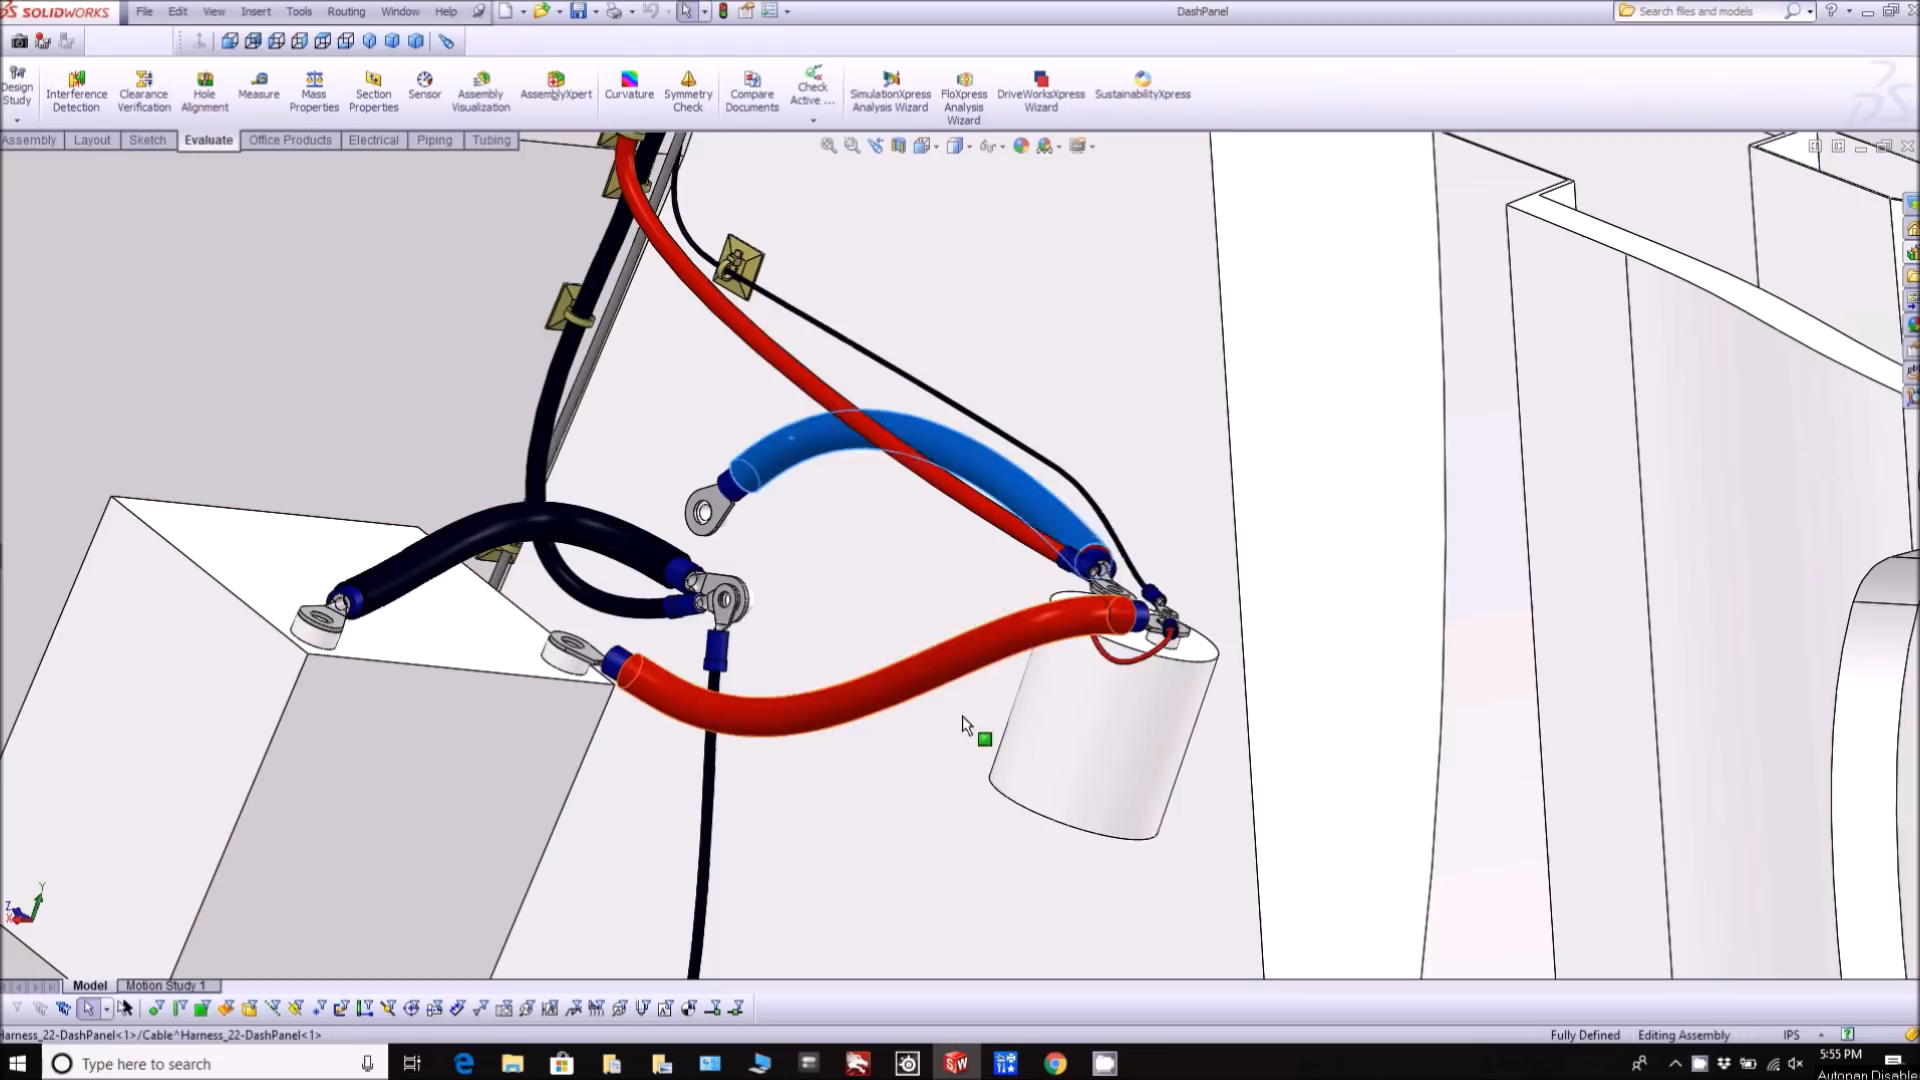 SOLIDWORKS File Edit View Insert Tools Routing Window Help DashPanel Search files and models
Design Study
Interference Detection
Clearance Verification
Hole Alignment
Measure
Mass Properties
Section Properties
Sensor
Assembly Visualization
AssemblyXpert
Curvature
Symmetry Check
Compare Documents
Check Active ...
SimulationXpress Analysis Wizard
FloXpress Analysis Wizard
DriveWorksXpress Wizard
SustainabilityXpress
Assembly Layout Sketch Evaluate Office Products Electrical Piping Tubing
Y
Z
X
Model Motion Study 1
Harness_22-DashPanel<1>/Cable^Harness_22-DashPanel<1> Fully Defined Editing Assembly IPS
Type here to search
5:55 PM